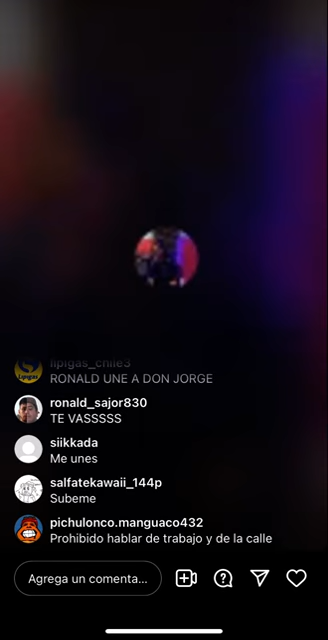 lipigas_chile3
RONALD UNE A DON JORGE
ronald_sajor830
TE VASSSSS
siikkada
Me unes
salfatekawaii_144p
Subeme
pichulonco.manguaco432
Prohibido hablar de trabajo y de la calle
Agrega un comenta...